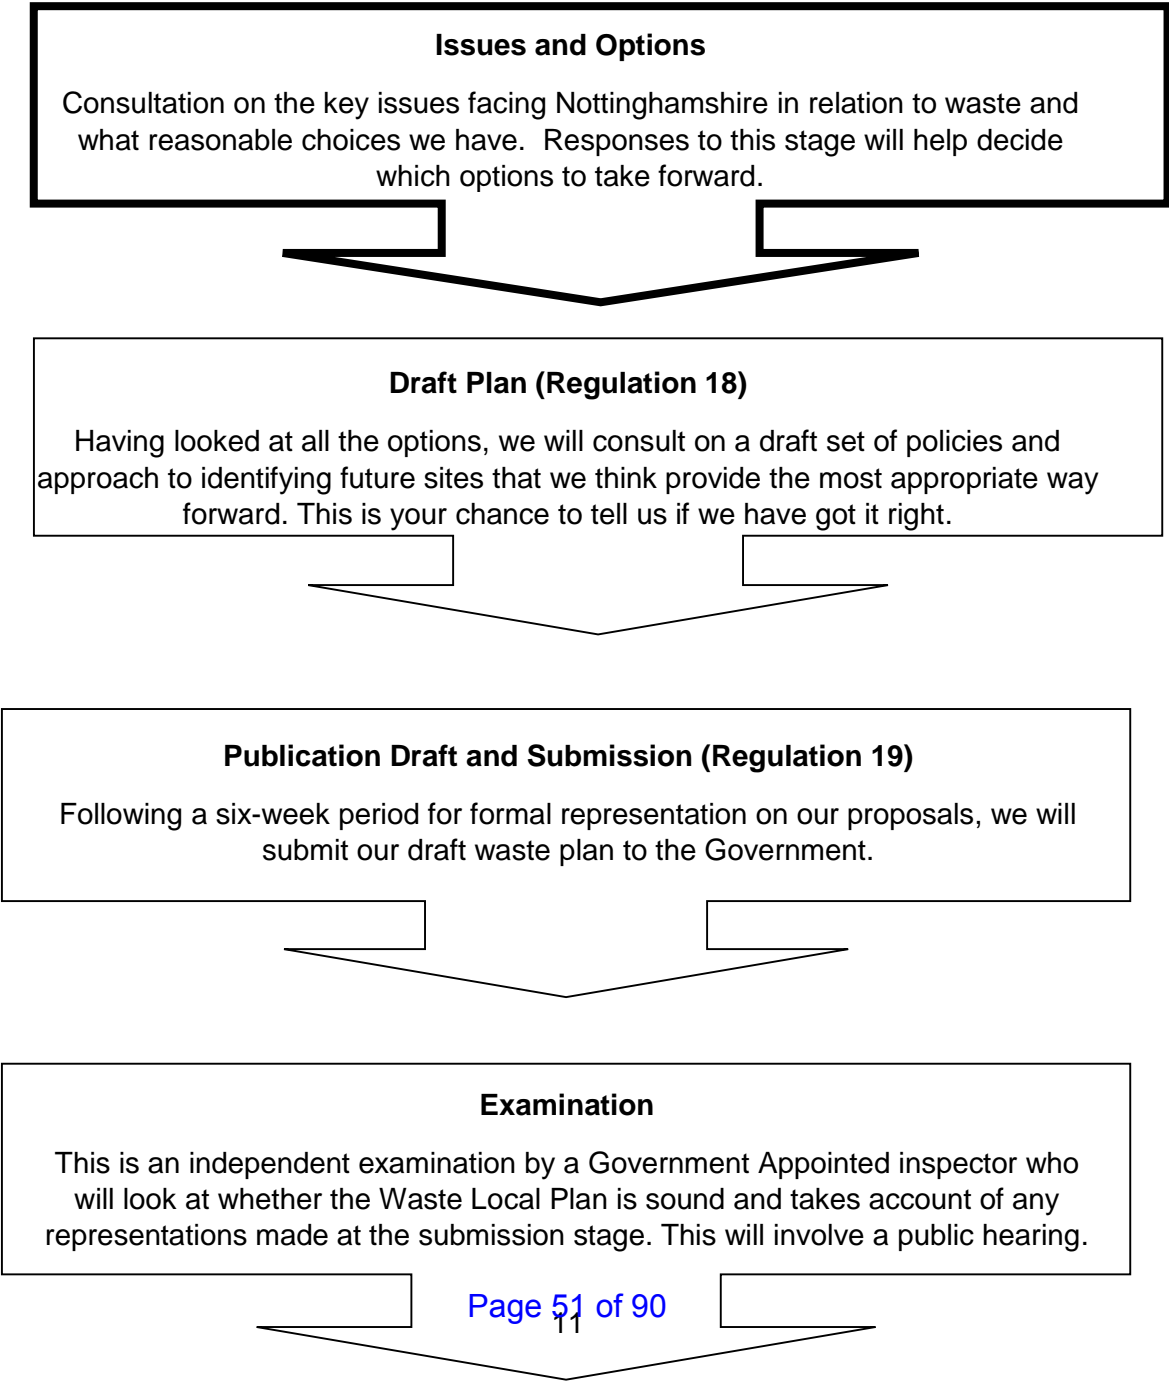 Issues and Options
Consultation on the key issues facing Nottinghamshire in relation to waste and
what reasonable choices we have.  Responses to this stage will help decide
which options to take forward.
Draft Plan (Regulation 18)
Having looked at all the options, we will consult on a draft set of policies and
approach to identifying future sites that we think provide the most appropriate way
forward. This is your chance to tell us if we have got it right.
Publication Draft and Submission (Regulation 19)
Following a six-week period for formal representation on our proposals, we will
submit our draft waste plan to the Government.
Examination
This is an independent examination by a Government Appointed inspector who
will look at whether the Waste Local Plan is sound and takes account of any
representations made at the submission stage. This will involve a public hearing.
Page 51 of 90
11